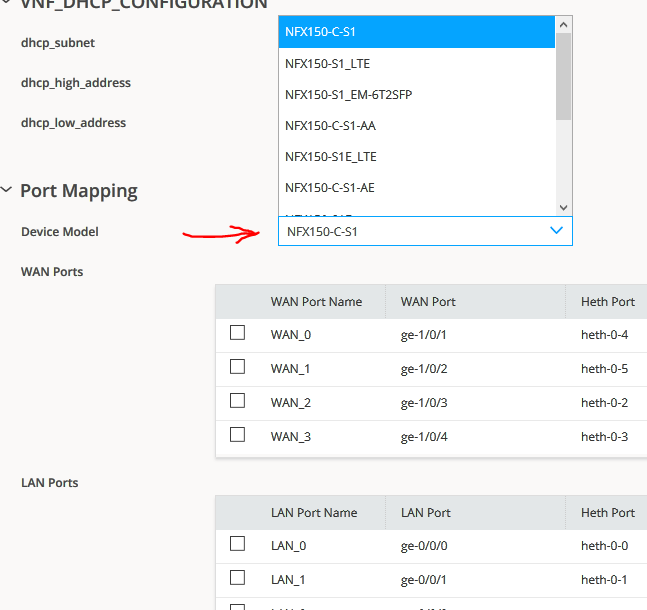 VNF_DHCP_CONFIGURATION
dhcp_subnet
dhcp_high_address
dhcp_low_address
NFX150-C-S1
NFX150-S1_LTE
NFX150-S1_EM-6T2SFP
NFX150-C-S1-AA
NFX150-S1E_LTE
NFX150-C-S1-AE
Port Mapping
Device Model NFX150-C-S1
WAN Ports
WAN Port Name WAN Port Heth Port
WAN_0 ge-1/0/1 heth-0-4
WAN_1 ge-1/0/2 heth-0-5
WAN_2 ge-1/0/3 heth-0-2
WAN_3 ge-1/0/4 heth-0-3
LAN Ports
LAN Port Name LAN Port Heth Port
LAN_0 ge-0/0/0 heth-0-0
LAN_1 ge-0/0/1 heth-0-1